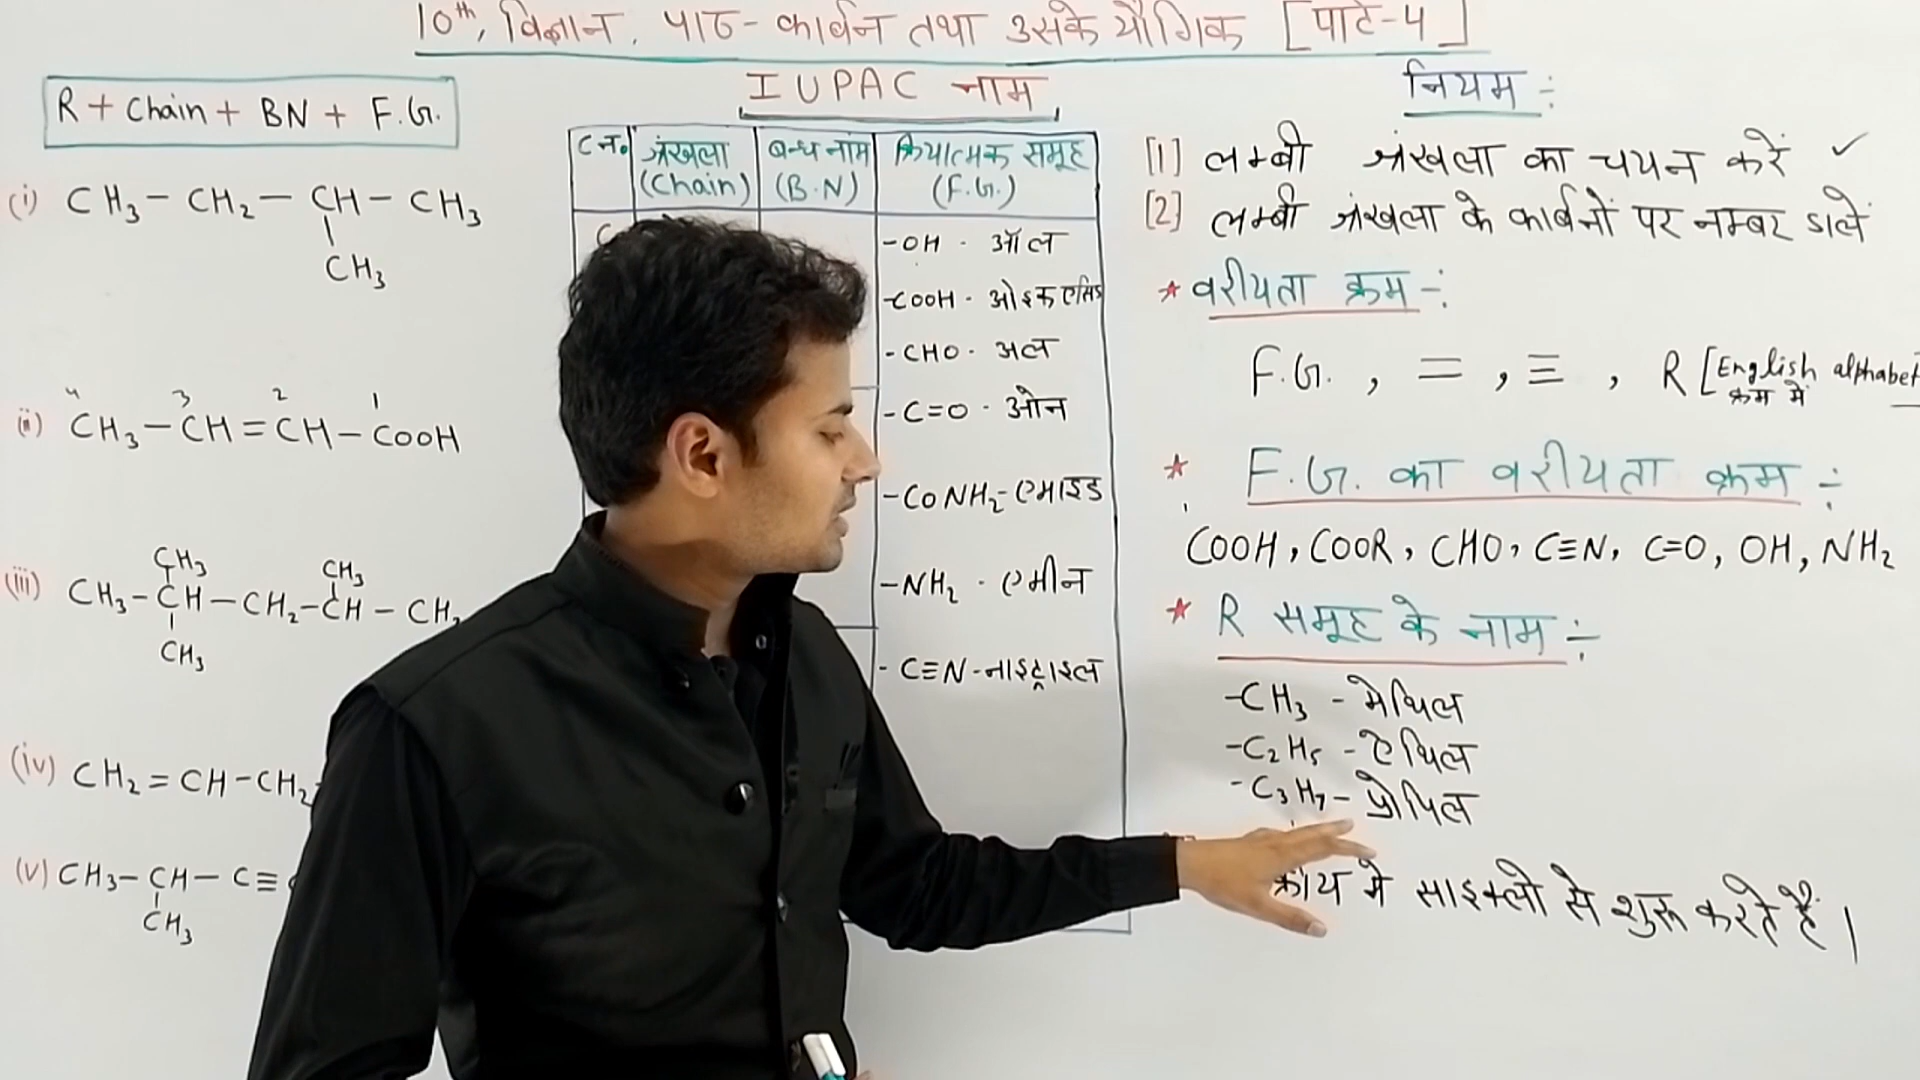 10th, विज्ञान, पाठ- कार्बन तथा उसके यौगिक [पार्ट-4]
R + Chain + BN + F.G.
(i) CH3 - CH2 - CH - CH3
CH3
4 3 2 1
(ii) CH3 - CH = CH - COOH
CH3 CH3
(iii) CH3 - CH - CH2 - CH - CH2
CH3
(iv) CH2 = CH - CH2
(v) CH3 - CH - C ≡
CH3
IUPAC नाम
C न. श्रंखला (Chain) बन्ध नाम (B.N) क्रियात्मक समूह (F.G.)
-OH - ऑल
-COOH - ओइक एसिड
-CHO - अल
-C=O - ओन
-CONH2 - एमाइड
-NH2 - एमीन
-C≡N - नाइट्राइल
नियम :-
[1] लम्बी श्रंखला का चयन करें ✓
[2] लम्बी श्रंखला के कार्बनों पर नम्बर डालें
* वरीयता क्रम -:
F.G. , = , ≡ , R [English alphabet
क्रम में
* F.G. का वरीयता क्रम :-
COOH, COOR, CHO, C≡N, C=O, OH, NH2
* R समूह के नाम :-
-CH3 - मेथिल
-C2H5 - ऐथिल
-C3H7 - प्रोपिल
में साइक्लो से शुरू करते हैं।